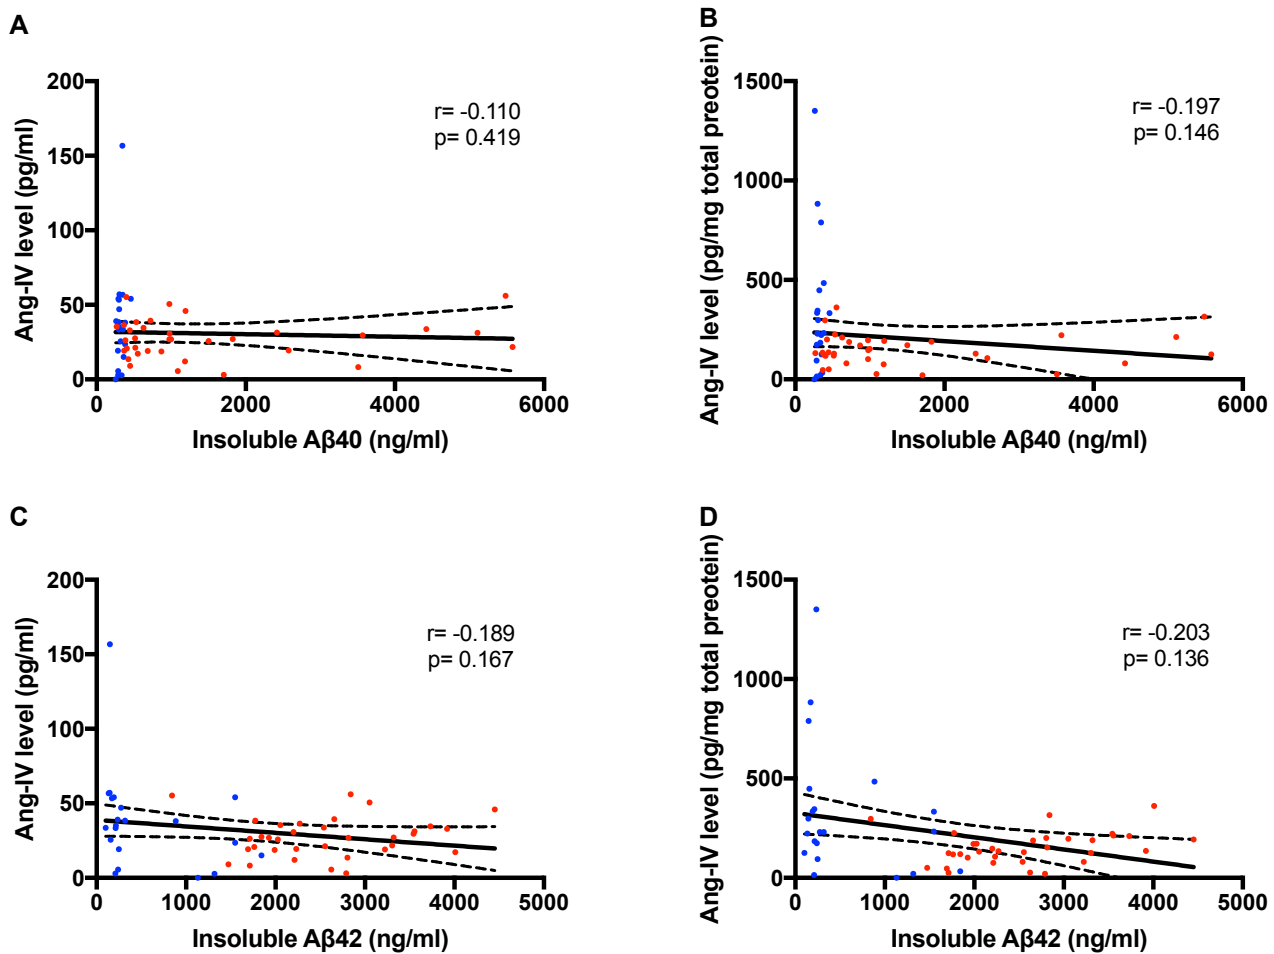 A
Ang-IV level (pg/ml)
200
150
100
50
0
r= -0.110
p= 0.419
0 2000 4000 6000
Insoluble Aβ40 (ng/ml)
B
Ang-IV level (pg/mg total preotein)
1500
1000
500
0
r= -0.197
p= 0.146
0 2000 4000 6000
Insoluble Aβ40 (ng/ml)
C
Ang-IV level (pg/ml)
200
150
100
50
0
r= -0.189
p= 0.167
0 1000 2000 3000 4000 5000
Insoluble Aβ42 (ng/ml)
D
Ang-IV level (pg/mg total preotein)
1500
1000
500
0
r= -0.203
p= 0.136
0 1000 2000 3000 4000 5000
Insoluble Aβ42 (ng/ml)